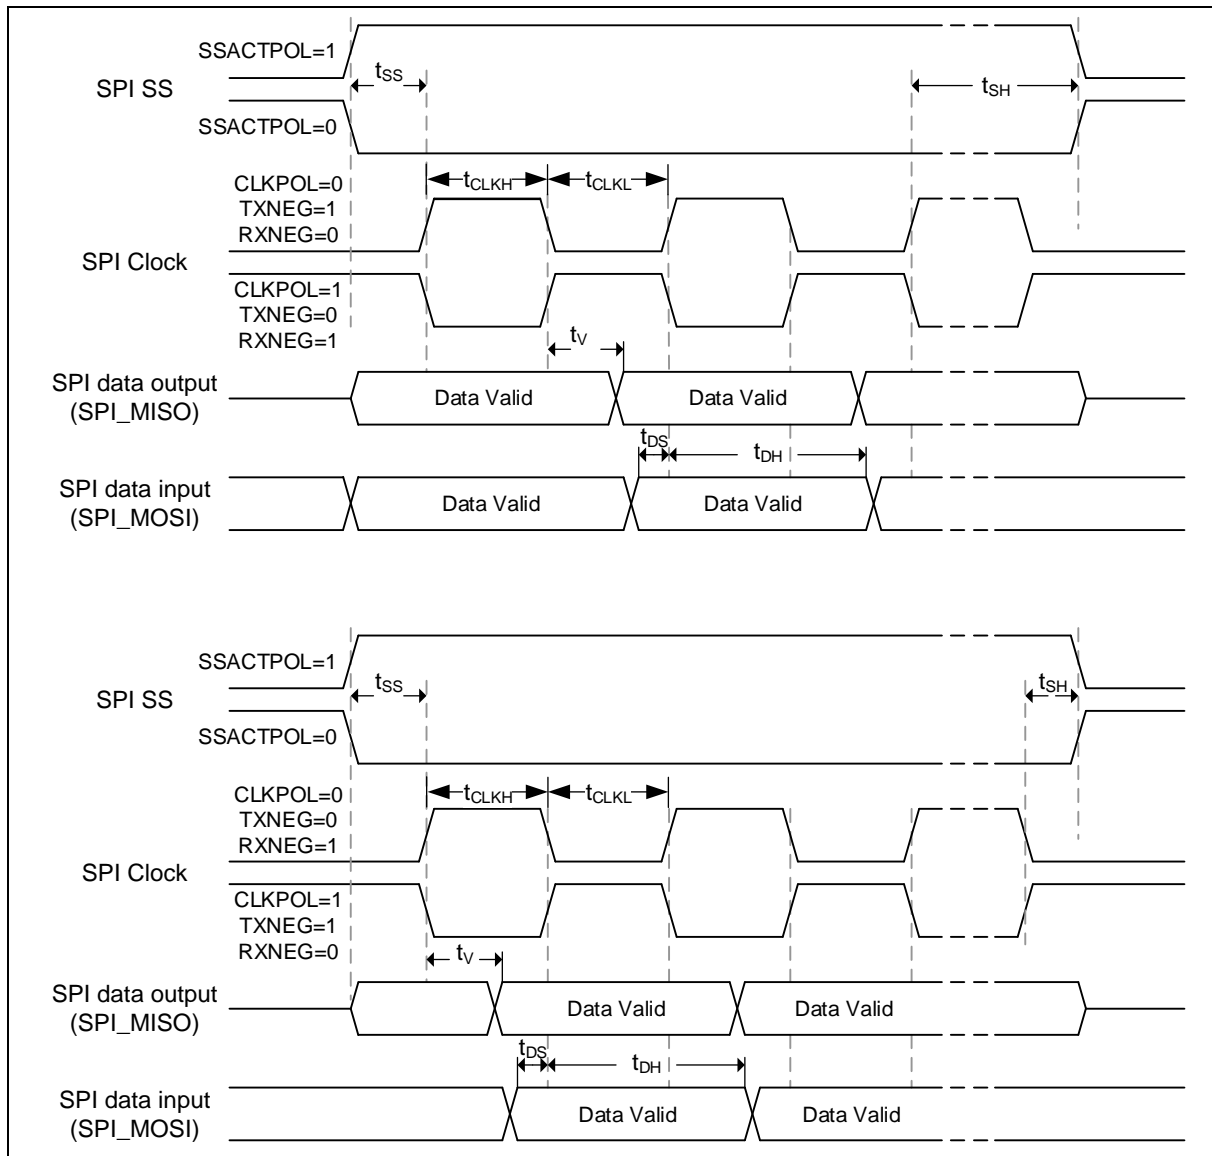 SSACTPOL=1
SPI SS
tSS
tSH
SSACTPOL=0
CLKPOL=0
TXNEG=1
RXNEG=0
tCLKH
tCLKL
SPI Clock
CLKPOL=1
TXNEG=0
RXNEG=1
tV
SPI data output
(SPI_MISO)
Data Valid
Data Valid
tDS
tDH
SPI data input
(SPI_MOSI)
Data Valid
Data Valid
SSACTPOL=1
SPI SS
tSS
tSH
SSACTPOL=0
CLKPOL=0
TXNEG=0
RXNEG=1
tCLKH
tCLKL
SPI Clock
CLKPOL=1
TXNEG=1
RXNEG=0
tV
SPI data output
(SPI_MISO)
Data Valid
Data Valid
tDS
tDH
SPI data input
(SPI_MOSI)
Data Valid
Data Valid